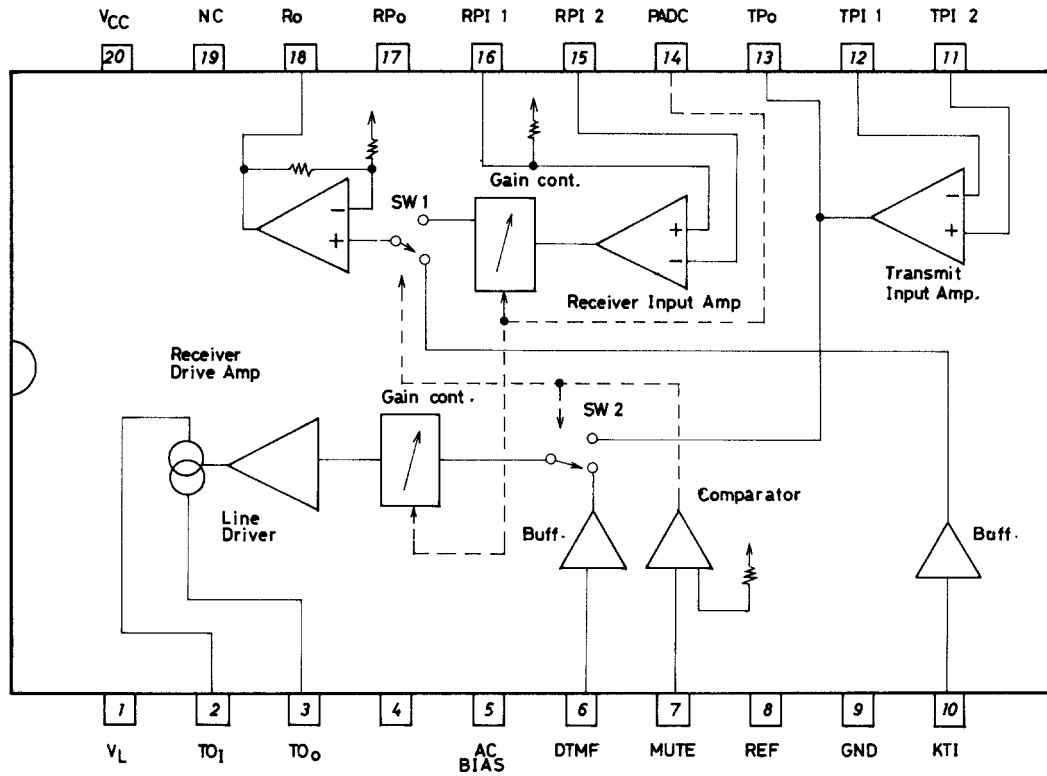 VCC NC Ro RPo RPI 1 RPI 2 PADC TPo TPI 1 TPI 2
20 19 18 17 16 15 14 13 12 11
Gain cont.
SW 1
− + + − − +
Receiver Input Amp
Transmit
Input Amp.
Receiver
Drive Amp
Gain cont.
SW 2
Comparator
Line
Driver
Buff.
Buff.
1 2 3 4 5 6 7 8 9 10
VL TOI TOo AC BIAS DTMF MUTE REF GND KTI